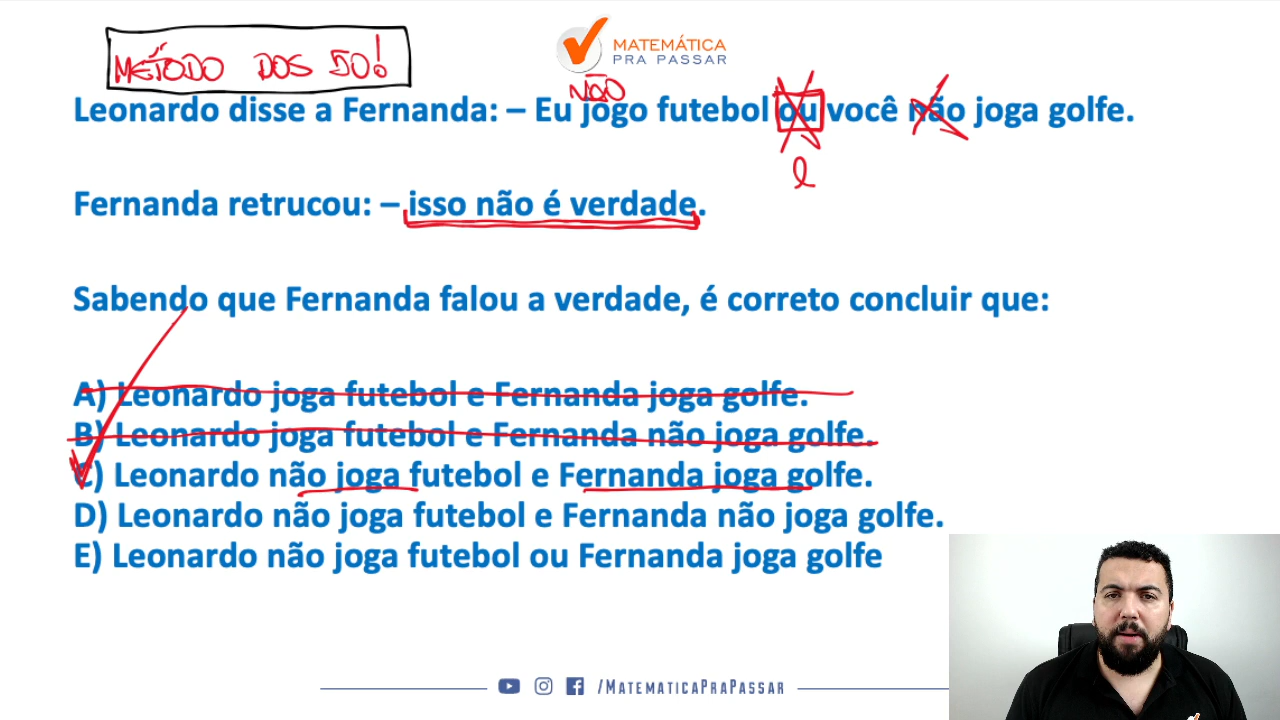 MÉTODO DOS 50!
MATEMÁTICA
PRA PASSAR
NÃO
Leonardo disse a Fernanda: – Eu jogo futebol ou você não joga golfe.
e
Fernanda retrucou: – isso não é verdade.
Sabendo que Fernanda falou a verdade, é correto concluir que:
A) Leonardo joga futebol e Fernanda joga golfe.
B) Leonardo joga futebol e Fernanda não joga golfe.
C) Leonardo não joga futebol e Fernanda joga golfe.
D) Leonardo não joga futebol e Fernanda não joga golfe.
E) Leonardo não joga futebol ou Fernanda joga golfe
/MATEMATICAPRAPASSAR